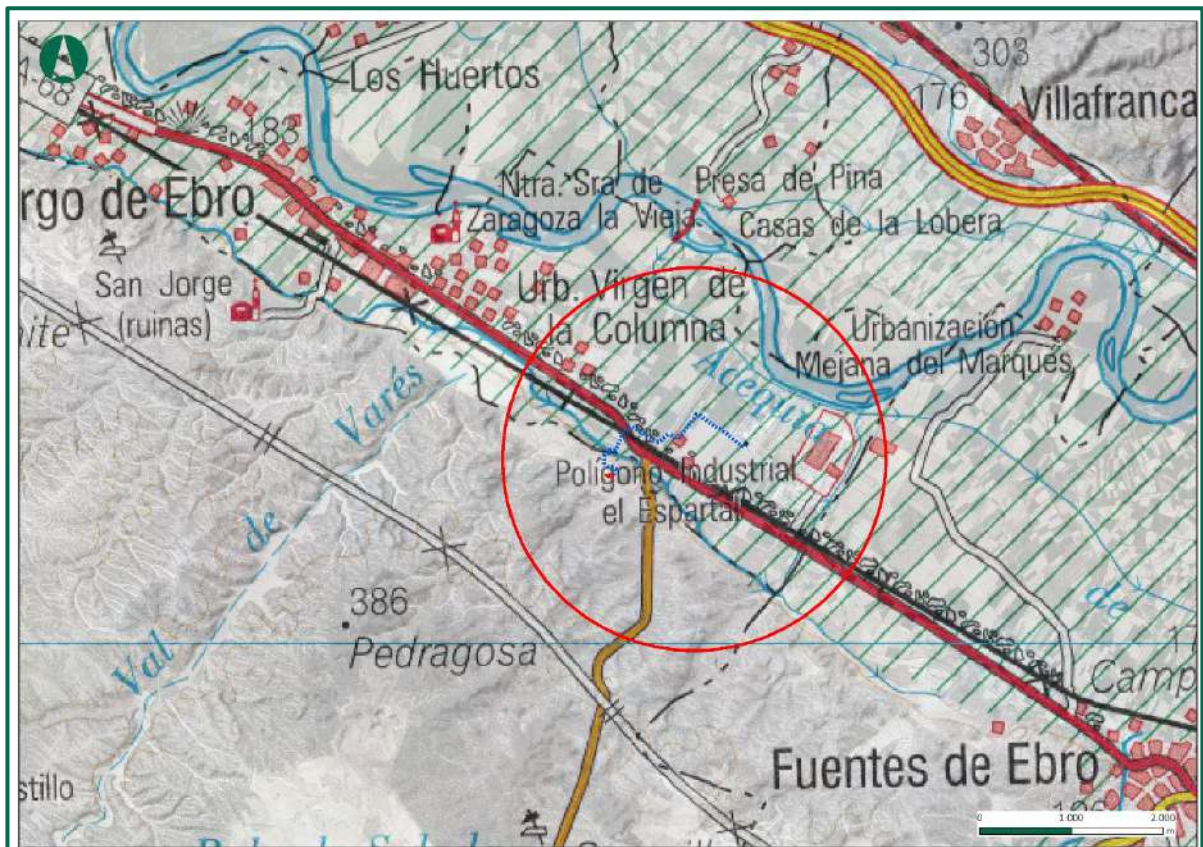 Los Huertos
303
176
Villafranca
A-68
183
rgo de Ebro
Ntra. Sra. de
Zaragoza la Vieja
Presa de Pina
Casas de la Lobera
San Jorge
(ruinas)
Urb. Virgen de
la Columna
Urbanización
Mejana del Marqués
Acequia
Varés
de
Val
Polígono Industrial
el Espartal
de
386
Pedragosa
Camp
Fuentes de Ebro
stillo
0 1.000 2.000
m